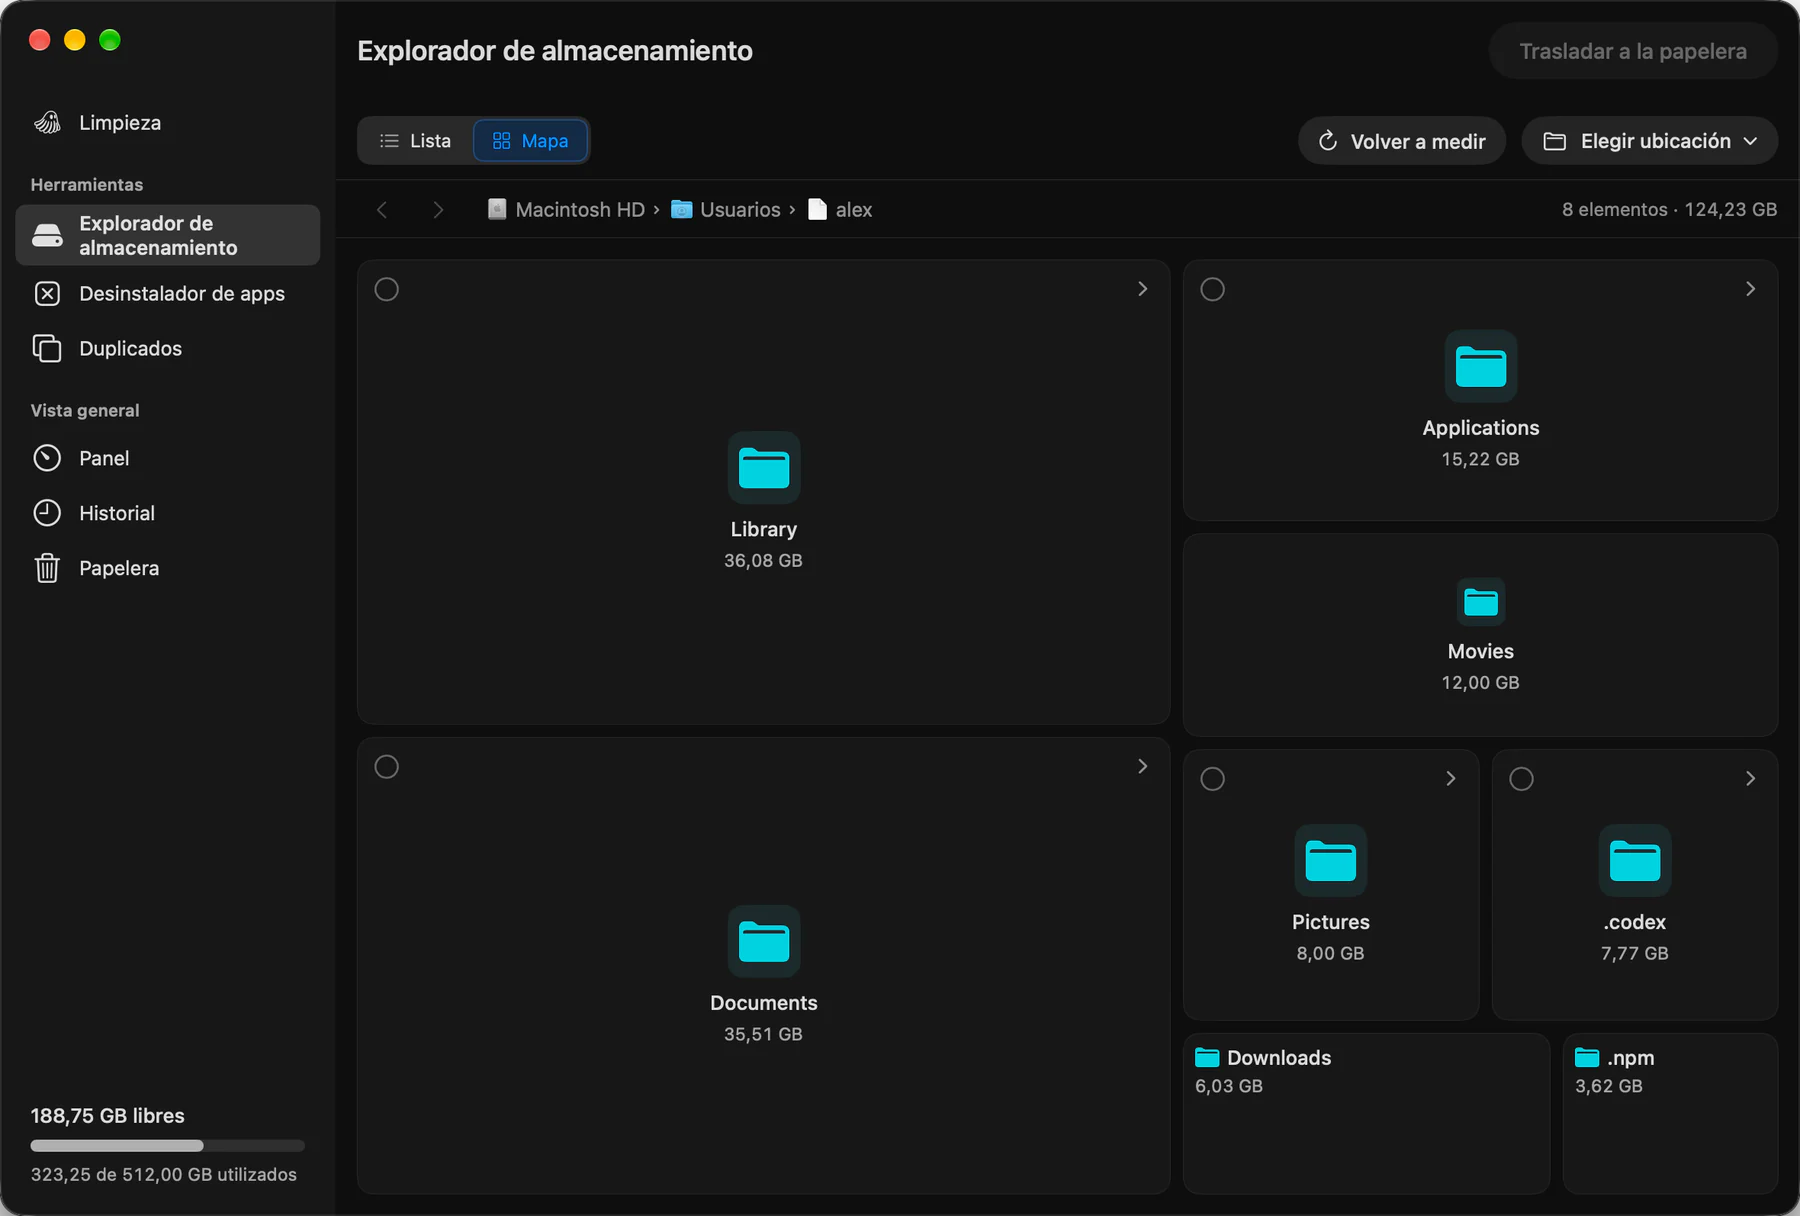 Limpieza
Herramientas
Explorador de
almacenamiento
Desinstalador de apps
Duplicados
Vista general
Panel
Historial
Papelera
188,75 GB libres
323,25 de 512,00 GB utilizados
Explorador de almacenamiento
Trasladar a la papelera
Lista
Mapa
Volver a medir
Elegir ubicación
Macintosh HD › Usuarios › alex
8 elementos · 124,23 GB
Library
36,08 GB
Documents
35,51 GB
Applications
15,22 GB
Movies
12,00 GB
Pictures
8,00 GB
.codex
7,77 GB
Downloads
6,03 GB
.npm
3,62 GB